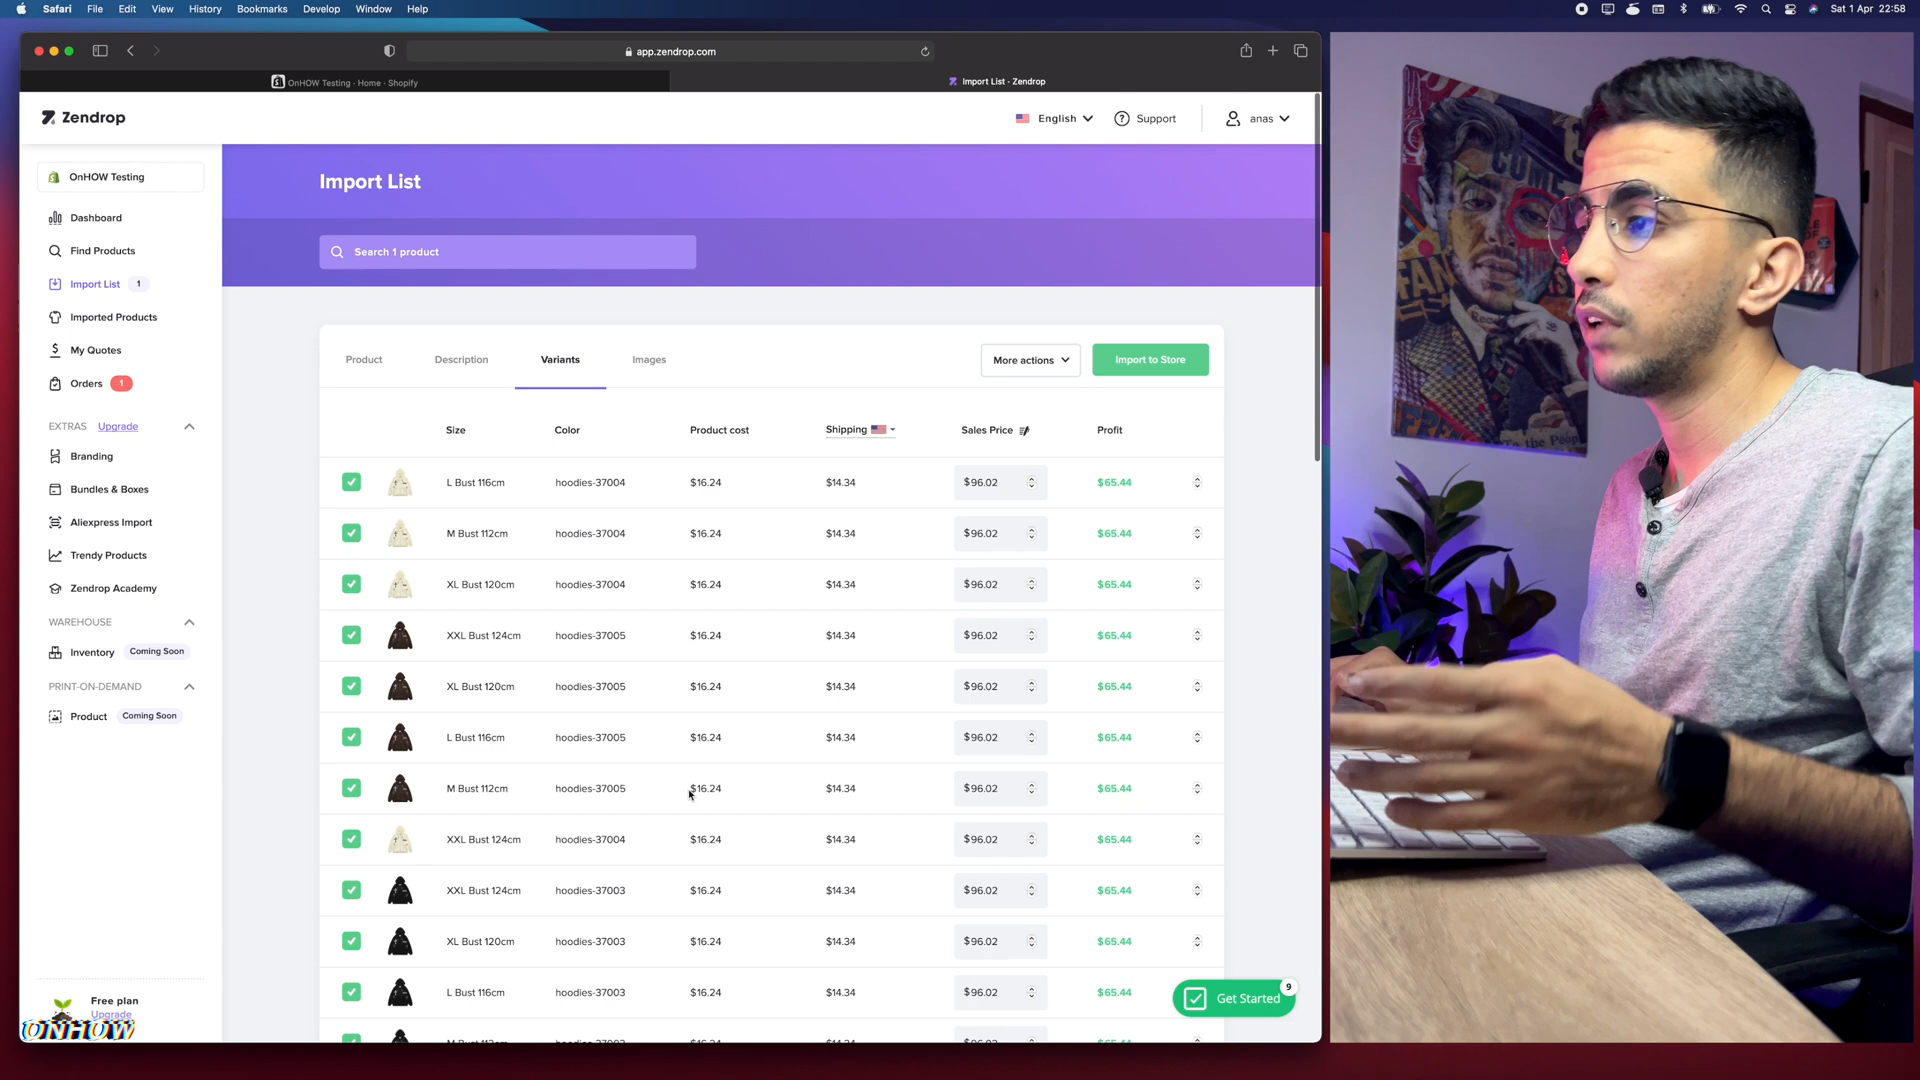 Safari File Edit View History Bookmarks Develop Window Help
Sat 1 Apr 22:58
app.zendrop.com
OnHOW Testing - Home - Shopify
Import List - Zendrop
Zendrop
English
Support
anas
OnHOW Testing
Dashboard
Find Products
Import List 1
Imported Products
My Quotes
Orders 1
EXTRAS Upgrade
Branding
Bundles & Boxes
Aliexpress Import
Trendy Products
Zendrop Academy
WAREHOUSE
Inventory Coming Soon
PRINT-ON-DEMAND
Product Coming Soon
Free plan
Upgrade
ONHOW
Import List
Search 1 product
Product Description Variants Images
More actions
Import to Store
Size Color Product cost Shipping Sales Price Profit
L Bust 116cm hoodies-37004 $16.24 $14.34 $96.02 $65.44
M Bust 112cm hoodies-37004 $16.24 $14.34 $96.02 $65.44
XL Bust 120cm hoodies-37004 $16.24 $14.34 $96.02 $65.44
XXL Bust 124cm hoodies-37005 $16.24 $14.34 $96.02 $65.44
XL Bust 120cm hoodies-37005 $16.24 $14.34 $96.02 $65.44
L Bust 116cm hoodies-37005 $16.24 $14.34 $96.02 $65.44
M Bust 112cm hoodies-37005 $16.24 $14.34 $96.02 $65.44
XXL Bust 124cm hoodies-37004 $16.24 $14.34 $96.02 $65.44
XXL Bust 124cm hoodies-37003 $16.24 $14.34 $96.02 $65.44
XL Bust 120cm hoodies-37003 $16.24 $14.34 $96.02 $65.44
L Bust 116cm hoodies-37003 $16.24 $14.34 $96.02 $65.44
Get Started
9
COME
FAN
to the People